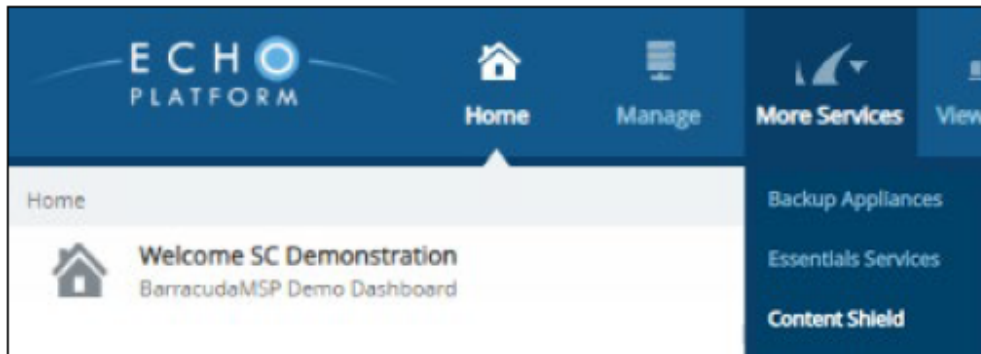 ECHO
PLATFORM
Home
Manage
More Services
View
Home
Welcome SC Demonstration
BarracudaMSP Demo Dashboard
Backup Appliances
Essentials Services
Content Shield